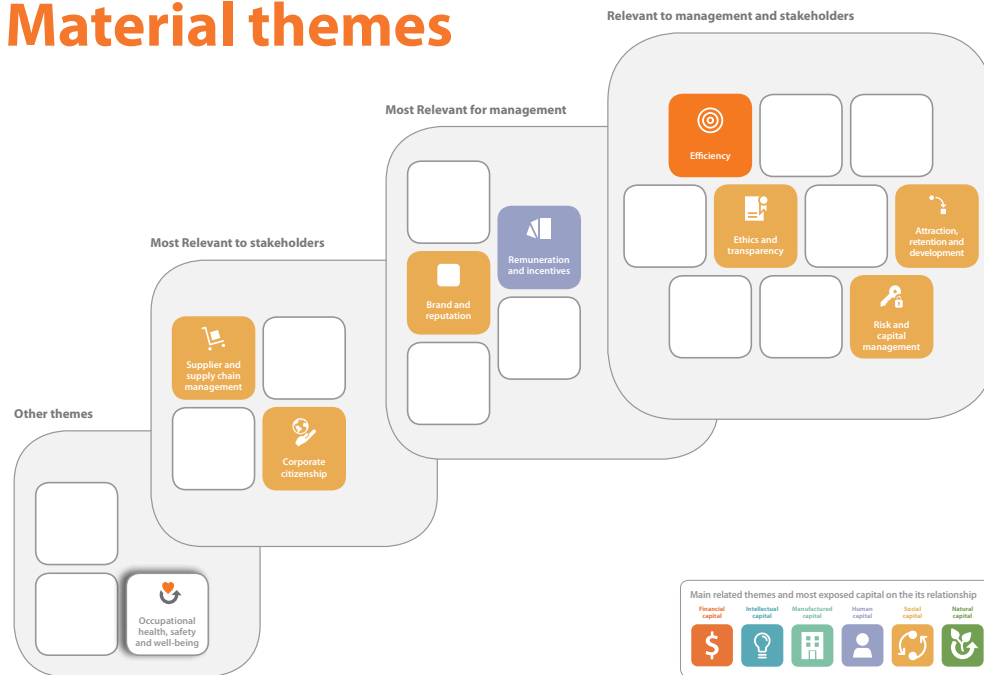 Material themes
Relevant to management and stakeholders
Efficiency
Ethics and
transparency
Attraction,
retention and
development
Risk and
capital
management
Most Relevant for management
Remuneration
and incentives
Brand and
reputation
Most Relevant to stakeholders
Supplier and
supply chain
management
Corporate
citizenship
Other themes
Occupational
health, safety
and well-being
Main related themes and most exposed capital on the its relationship
Financial
capital
Intellectual
capital
Manufactured
capital
Human
capital
Social
capital
Natural
capital
$